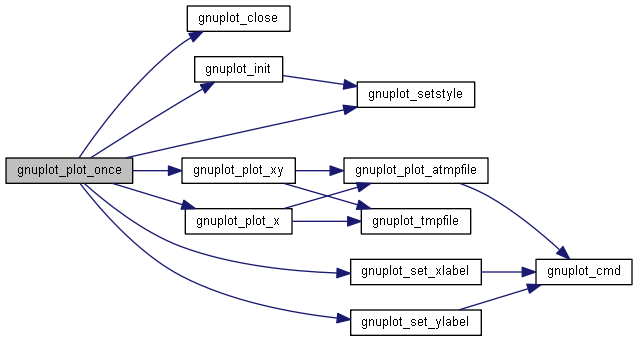 gnuplot_close
gnuplot_init
gnuplot_setstyle
gnuplot_plot_once
gnuplot_plot_xy
gnuplot_plot_atmpfile
gnuplot_plot_x
gnuplot_tmpfile
gnuplot_set_xlabel
gnuplot_cmd
gnuplot_set_ylabel